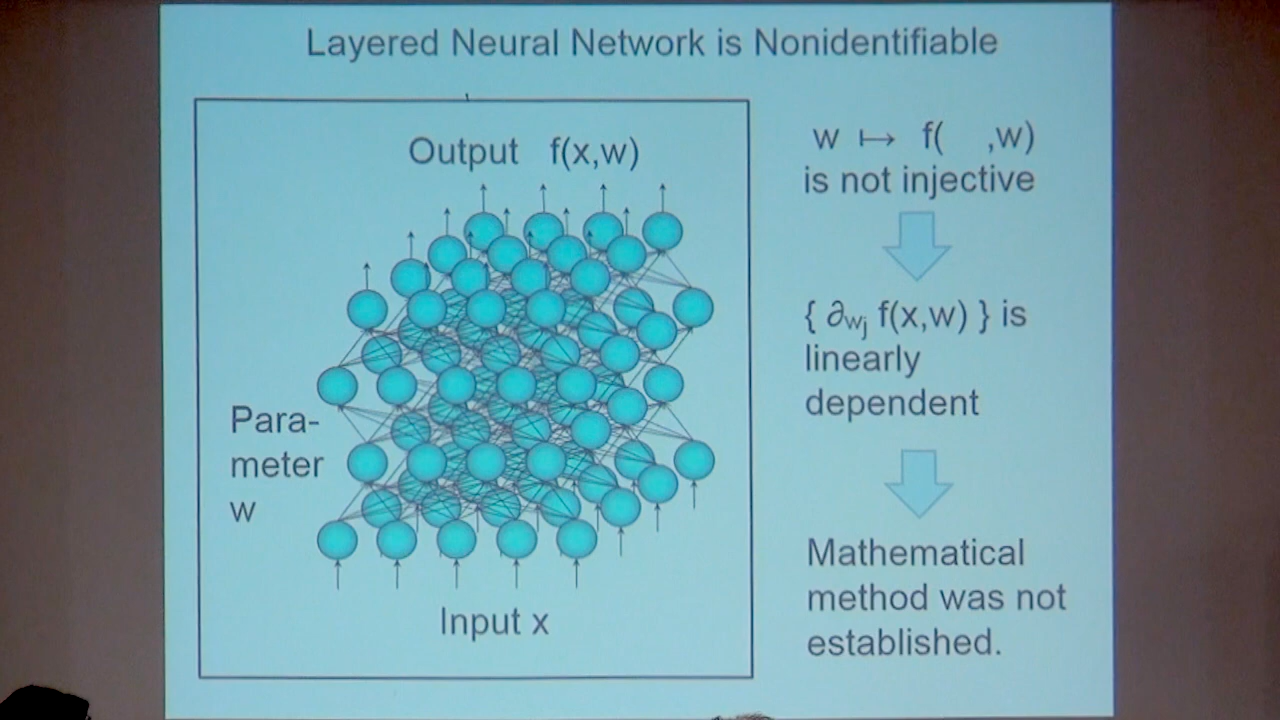 Layered Neural Network is Nonidentifiable
Output f(x,w)
Para-
meter
w
Input x
w ↦ f( ,w)
is not injective
{ ∂wj f(x,w) } is
linearly
dependent
Mathematical
method was not
established.